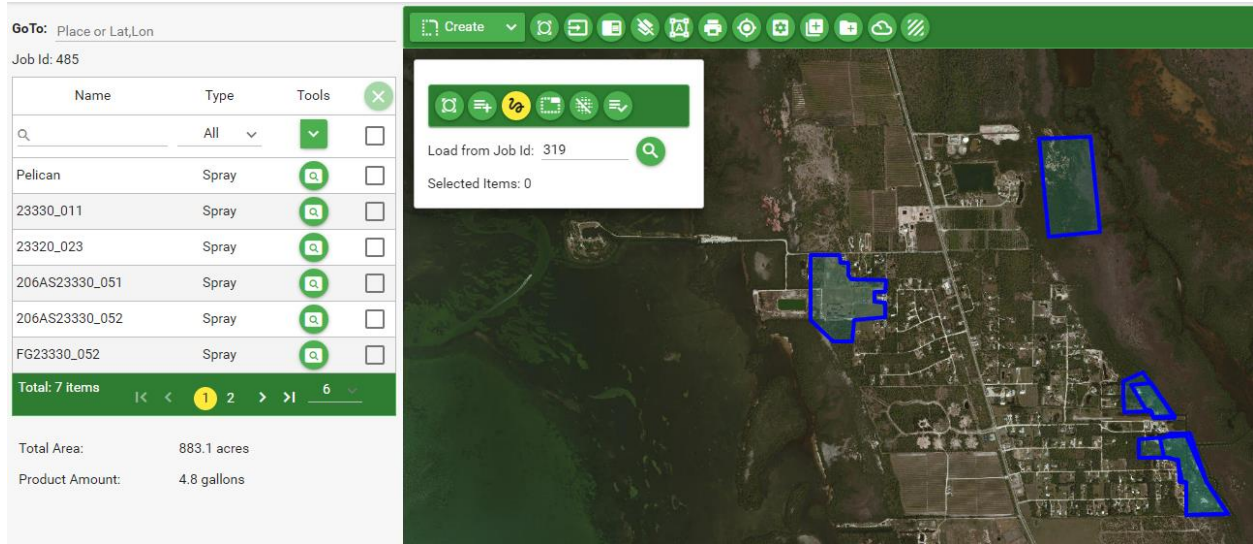 GoTo: Place or Lat,Lon
Job Id: 485
Name Type Tools
All
Pelican Spray
23330_011 Spray
23320_023 Spray
206AS23330_051 Spray
206AS23330_052 Spray
FG23330_052 Spray
Total: 7 items 1 2 6
Total Area: 883.1 acres
Product Amount: 4.8 gallons
Create
A
Load from Job Id: 319
Selected Items: 0